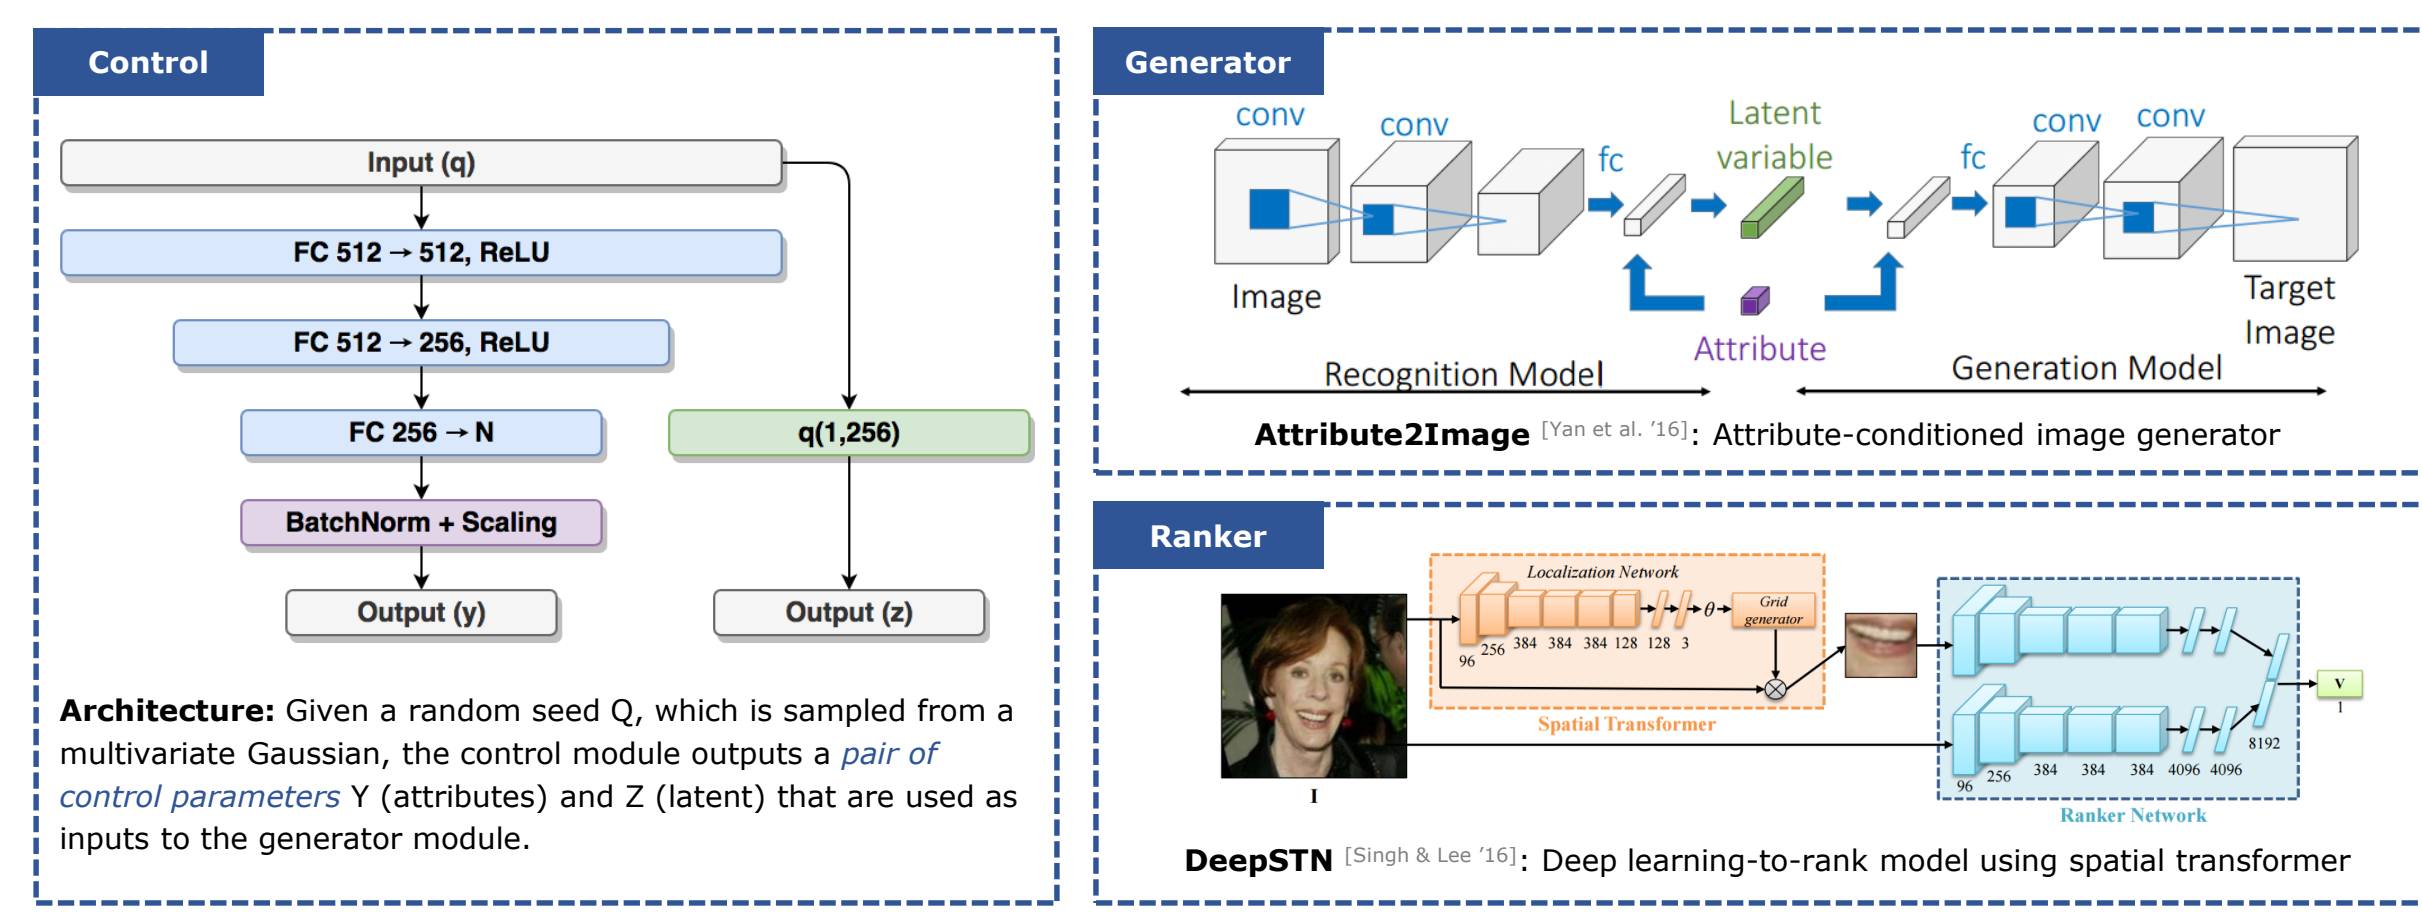 Control
Input (q)
FC 512 → 512, ReLU
FC 512 → 256, ReLU
FC 256 → N
q(1,256)
BatchNorm + Scaling
Output (y)
Output (z)
Architecture: Given a random seed Q, which is sampled from a
multivariate Gaussian, the control module outputs a pair of
control parameters Y (attributes) and Z (latent) that are used as
inputs to the generator module.
Generator
conv
conv
fc
Latent
variable
fc
conv
conv
Image
Attribute
Target
Image
Recognition Model
Generation Model
Attribute2Image [Yan et al. ’16]: Attribute-conditioned image generator
Ranker
Localization Network
θ
Grid
generator
96 256 384 384 384 128 128 3
Spatial Transformer
I
V
1
8192
96 256 384 384 384 4096 4096
Ranker Network
DeepSTN [Singh & Lee ’16]: Deep learning-to-rank model using spatial transformer